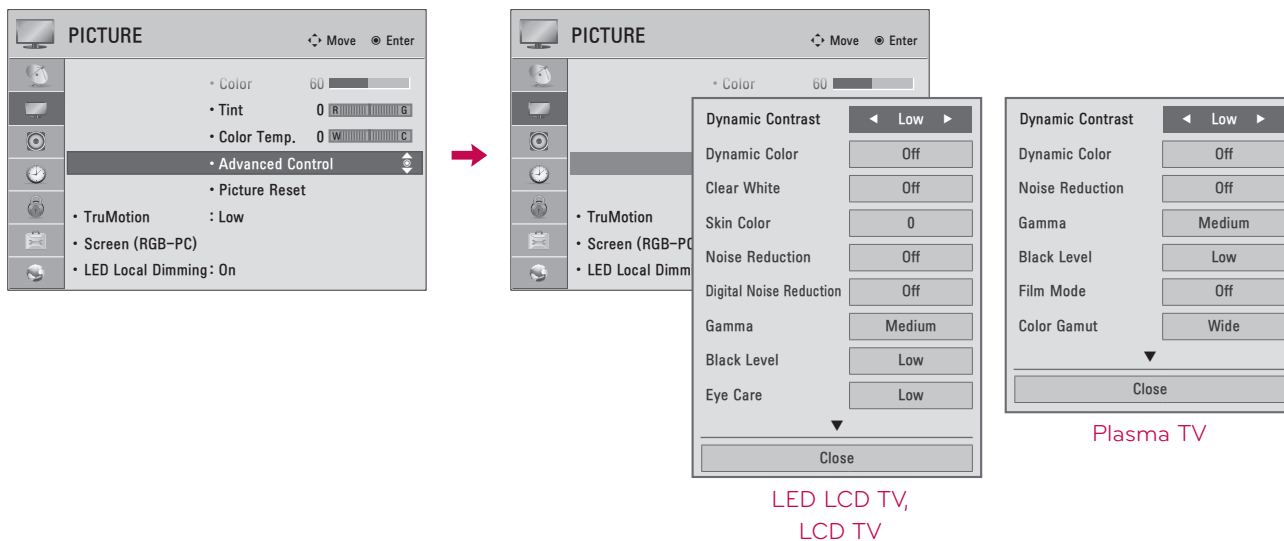 PICTURE
Move Enter
• Color 60
• Tint 0 R G
• Color Temp. 0 W C
• Advanced Control
• Picture Reset
• TruMotion : Low
• Screen (RGB-PC)
• LED Local Dimming : On
PICTURE
Move Enter
• Color 60
• TruMotion
• Screen (RGB-PC
• LED Local Dimm
Dynamic Contrast ◀ Low ▶
Dynamic Color Off
Clear White Off
Skin Color 0
Noise Reduction Off
Digital Noise Reduction Off
Gamma Medium
Black Level Low
Eye Care Low
▼
Close
LED LCD TV,
LCD TV
Dynamic Contrast ◀ Low ▶
Dynamic Color Off
Noise Reduction Off
Gamma Medium
Black Level Low
Film Mode Off
Color Gamut Wide
▼
Close
Plasma TV